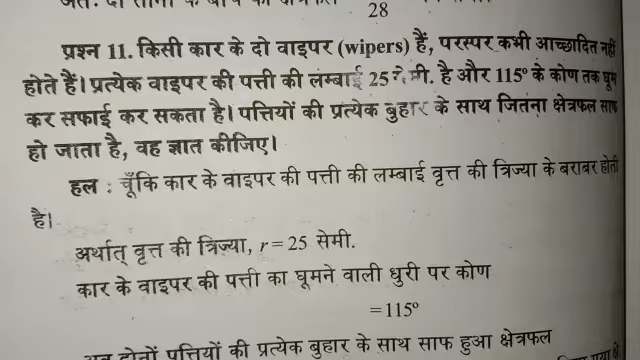 28
प्रश्न 11. किसी कार के दो वाइपर (wipers) हैं, परस्पर कभी आच्छादित नहीं
होते हैं। प्रत्येक वाइपर की पत्ती की लम्बाई 25 सेमी. है और 115° के कोण तक घूम
कर सफाई कर सकता है। पत्तियों की प्रत्येक बुहार के साथ जितना क्षेत्रफल साफ
हो जाता है, वह ज्ञात कीजिए।
हल : चूँकि कार के वाइपर की पत्ती की लम्बाई वृत्त की त्रिज्या के बराबर होती
है।
अर्थात् वृत्त की त्रिज्या, r = 25 सेमी.
कार के वाइपर की पत्ती का घूमने वाली धुरी पर कोण
= 115°
अब दोनों पत्तियों की प्रत्येक बुहार के साथ साफ हुआ क्षेत्रफल